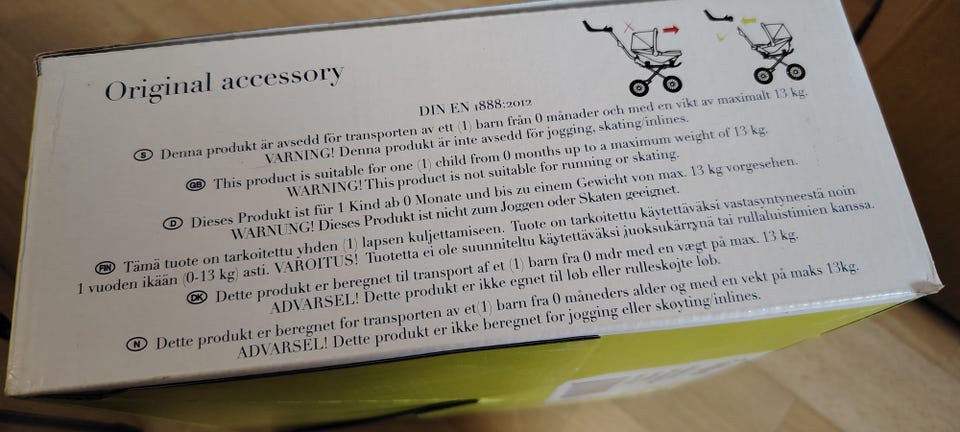 Original accessory
DIN EN 1888:2012
S Denna produkt är avsedd för transporten av ett (1) barn från 0 månader och med en vikt av maximalt 13 kg.
VARNING! Denna produkt är inte avsedd för jogging, skating/inlines.
GB This product is suitable for one (1) child from 0 months up to a maximum weight of 13 kg.
WARNING! This product is not suitable for running or skating.
D Dieses Produkt ist für 1 Kind ab 0 Monate und bis zu einem Gewicht von max. 13 kg vorgesehen.
WARNUNG! Dieses Produkt ist nicht zum Joggen oder Skaten geeignet.
FIN Tämä tuote on tarkoitettu yhden (1) lapsen kuljettamiseen. Tuote on tarkoitettu käytettäväksi vastasyntyneestä noin
1 vuoden ikään (0-13 kg) asti. VAROITUS! Tuotetta ei ole suunniteltu käytettäväksi juoksukärrynä tai rullaluistimien kanssa.
DK Dette produkt er beregnet til transport af et (1) barn fra 0 mdr med en vægt på max. 13 kg.
ADVARSEL! Dette produkt er ikke egnet til løb eller rulleskøjte løb.
N Dette produkt er beregnet for transporten av et(1) barn fra 0 måneders alder og med en vekt på maks 13kg.
ADVARSEL! Dette produkt er ikke beregnet for jogging eller skøyting/inlines.